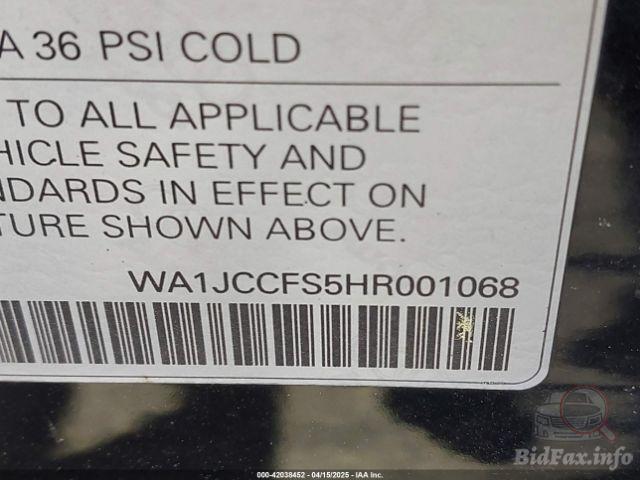 A 36 PSI COLD
TO ALL APPLICABLE
HICLE SAFETY AND
NDARDS IN EFFECT ON
TURE SHOWN ABOVE.
WA1JCCFS5HR001068
BidFax.info
000-42038452 - 04/15/2025 - IAA Inc.